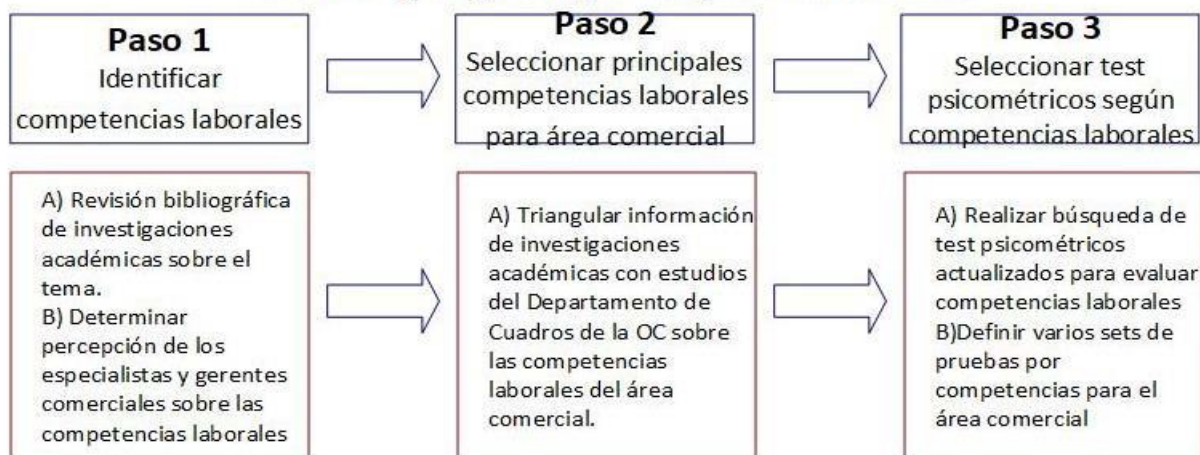 Paso 1
Identificar
competencias laborales
Paso 2
Seleccionar principales
competencias laborales
para área comercial
Paso 3
Seleccionar test
psicométricos según
competencias laborales
A) Revisión bibliográfica
de investigaciones
académicas sobre el
tema.
B) Determinar
percepción de los
especialistas y gerentes
comerciales sobre las
competencias laborales
A) Triangular información
de investigaciones
académicas con estudios
del Departamento de
Cuadros de la OC sobre
las competencias
laborales del área
comercial.
A) Realizar búsqueda de
test psicométricos
actualizados para evaluar
competencias laborales
B)Definir varios sets de
pruebas por
competencias para el
área comercial